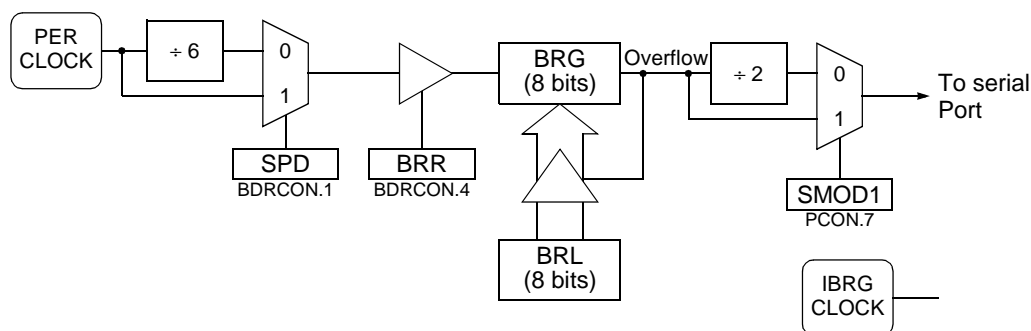 PER
CLOCK
÷ 6
0
1
SPD
BDRCON.1
BRR
BDRCON.4
BRG
(8 bits)
Overflow
BRL
(8 bits)
÷ 2
0
1
SMOD1
PCON.7
To serial
Port
IBRG
CLOCK